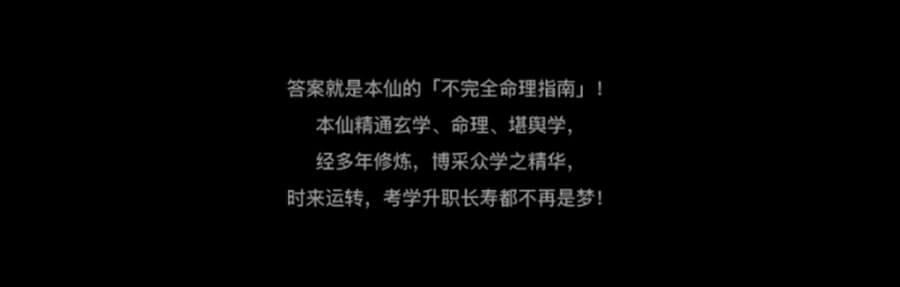 答案就是本仙的「不完全命理指南」！
本仙精通玄学、命理、堪舆学，
经多年修炼，博采众学之精华，
时来运转，考学升职长寿都不再是梦！